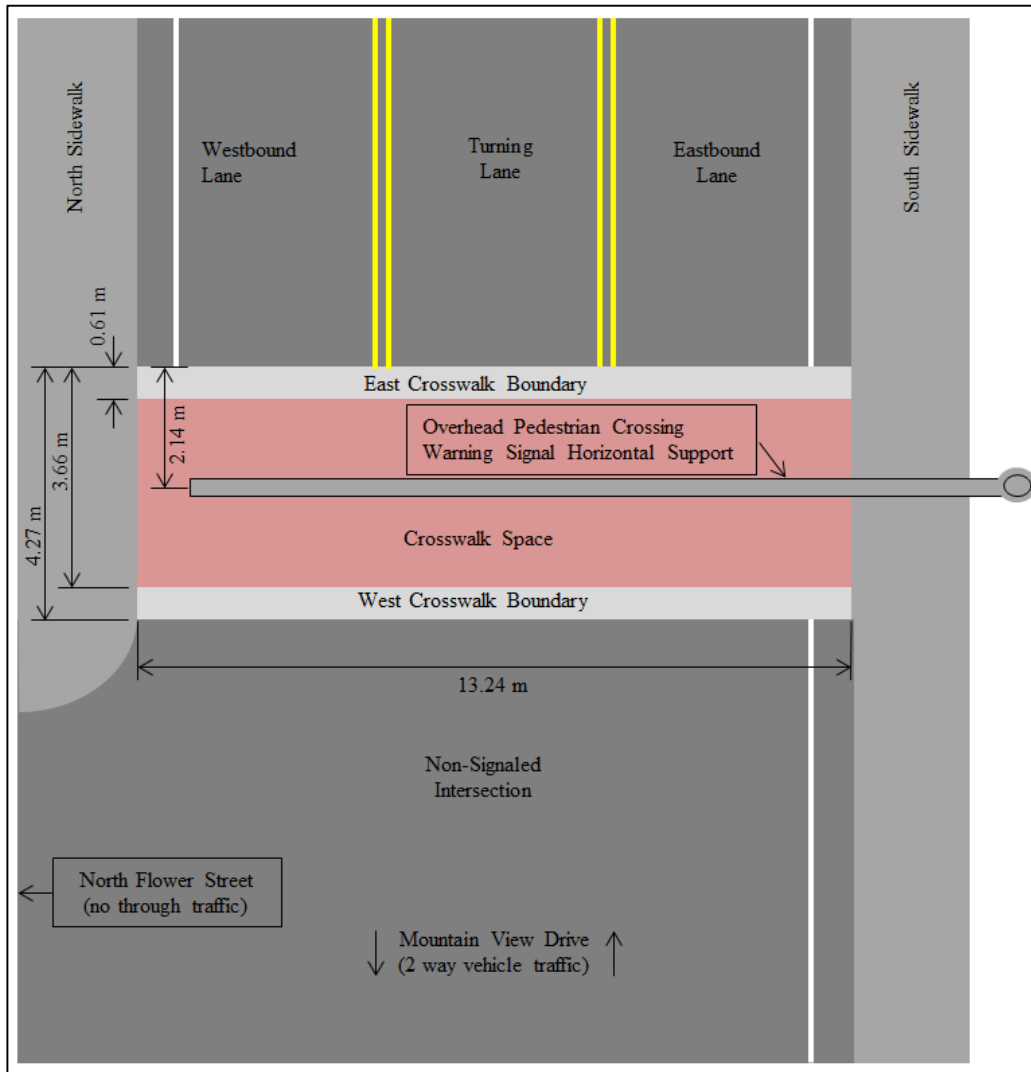 North Sidewalk
Westbound
Lane
Turning
Lane
Eastbound
Lane
South Sidewalk
0.61 m
East Crosswalk Boundary
2.14 m
Overhead Pedestrian Crossing
Warning Signal Horizontal Support
3.66 m
4.27 m
Crosswalk Space
West Crosswalk Boundary
13.24 m
Non-Signaled
Intersection
North Flower Street
(no through traffic)
Mountain View Drive
(2 way vehicle traffic)